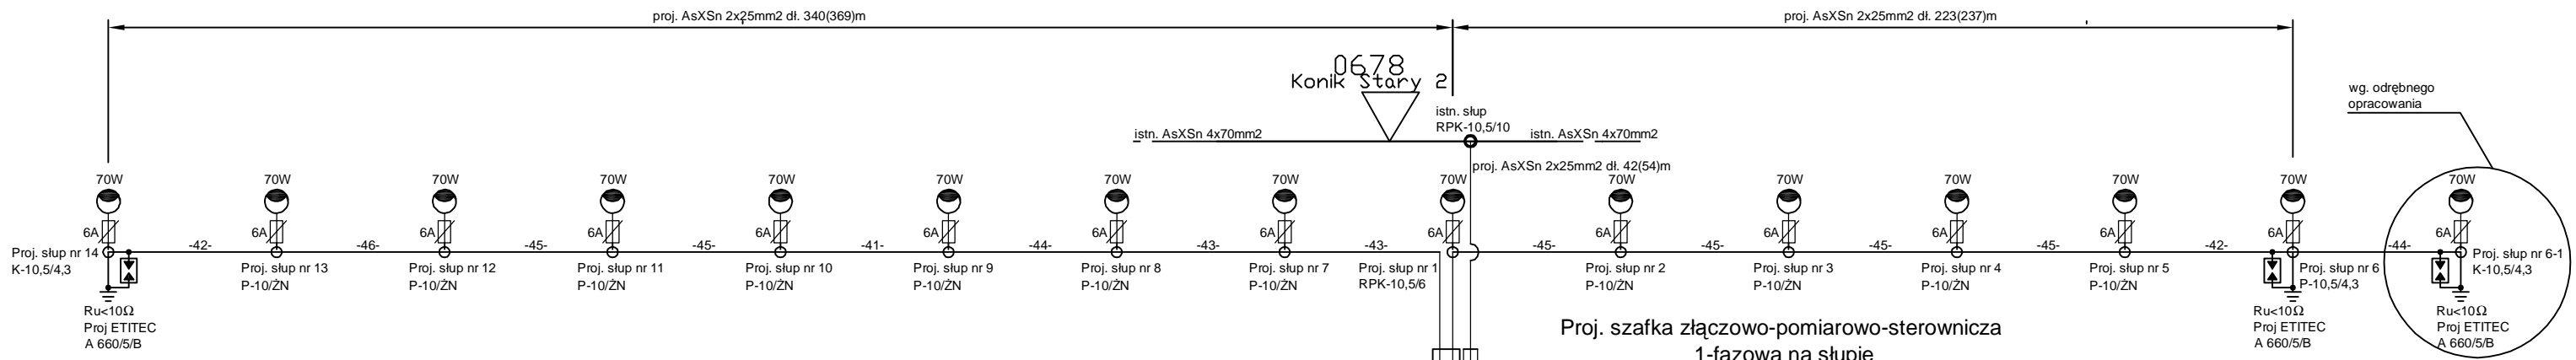 proj. AsXSn 2x25mm2 dł. 340(369)m
proj. AsXSn 2x25mm2 dł. 223(237)m
0678
Konik Stary 2
istn. słup
RPK-10,5/10
istn. AsXSn 4x70mm2
istn. AsXSn 4x70mm2
wg. odrębnego
opracowania
proj. AsXSn 2x25mm2 dł. 42(54)m
70W 70W 70W 70W 70W 70W 70W 70W 70W 70W 70W 70W 70W 70W 70W
6A 6A 6A 6A 6A 6A 6A 6A 6A 6A 6A 6A 6A 6A 6A
-42- -46- -45- -45- -41- -44- -43- -43- -45- -45- -45- -45- -42- -44-
Proj. słup nr 14
K-10,5/4,3
Proj. słup nr 13
P-10/ŻN
Proj. słup nr 12
P-10/ŻN
Proj. słup nr 11
P-10/ŻN
Proj. słup nr 10
P-10/ŻN
Proj. słup nr 9
P-10/ŻN
Proj. słup nr 8
P-10/ŻN
Proj. słup nr 7
P-10/ŻN
Proj. słup nr 1
RPK-10,5/6
Proj. słup nr 2
P-10/ŻN
Proj. słup nr 3
P-10/ŻN
Proj. słup nr 4
P-10/ŻN
Proj. słup nr 5
P-10/ŻN
Proj. słup nr 6
P-10,5/4,3
Proj. słup nr 6-1
K-10,5/4,3
Ru<10Ω
Proj ETITEC
A 660/5/B
Ru<10Ω
Proj ETITEC
A 660/5/B
Ru<10Ω
Proj ETITEC
A 660/5/B
Proj. szafka złączowo-pomiarowo-sterownicza
1-fazowa na słupie